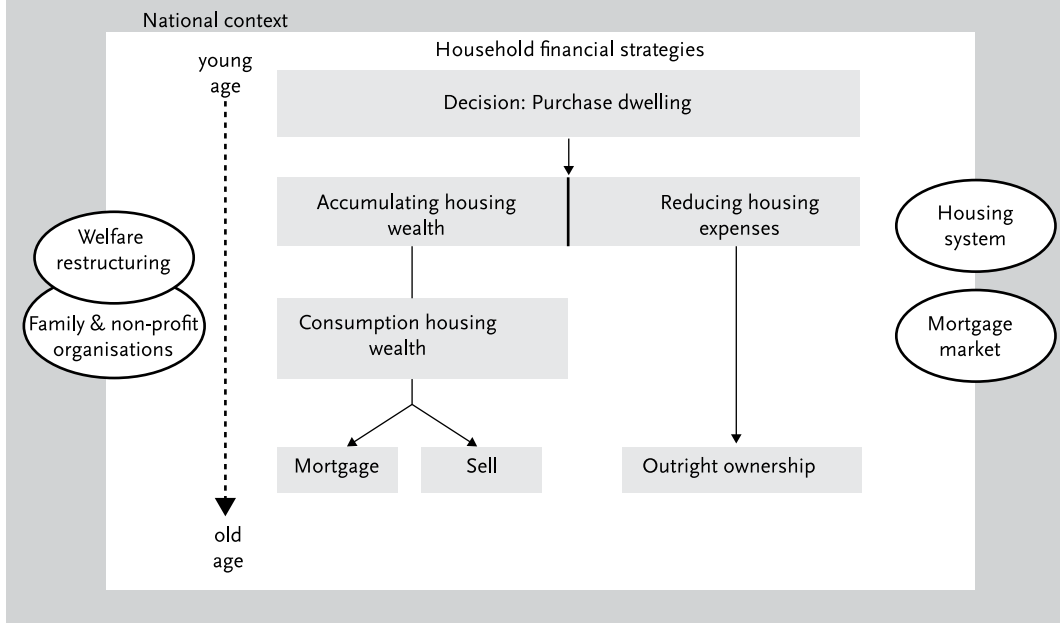 National context
Household financial strategies
young
age
Decision: Purchase dwelling
Accumulating housing
wealth
Reducing housing
expenses
Housing
system
Welfare
restructuring
Family & non-profit
organisations
Consumption housing
wealth
Mortgage
market
Mortgage
Sell
Outright ownership
old
age